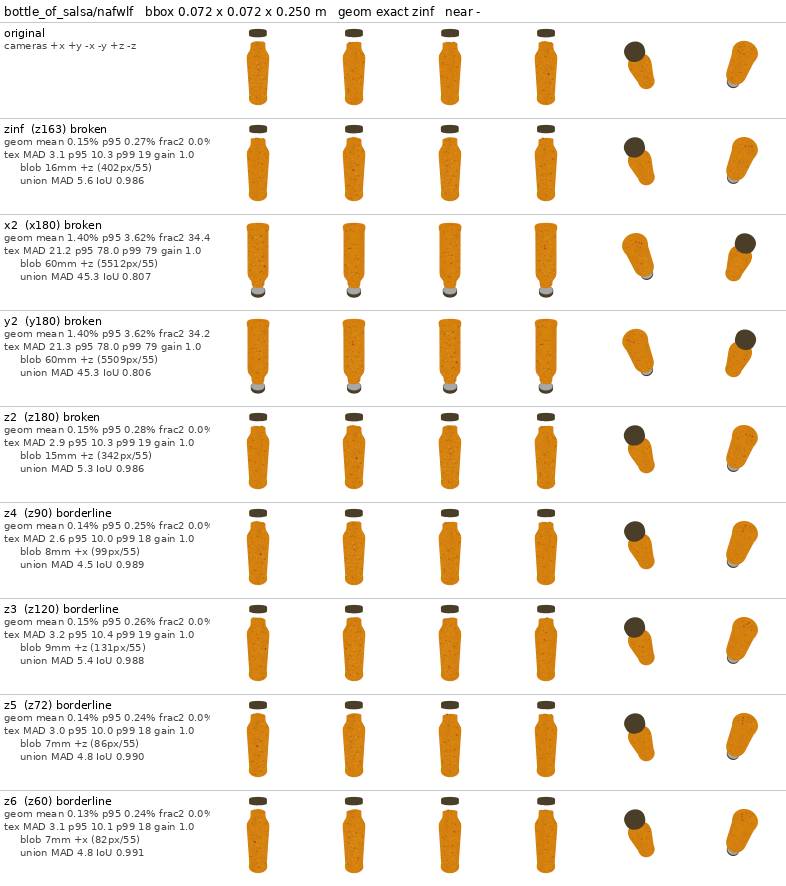 bottle_of_salsa/nafwlf   bbox 0.072 x 0.072 x 0.250 m   geom exact zinf   near -
original
cameras +x +y -x -y +z -z
zinf  (z163) broken
geom mean 0.15% p95 0.27% frac2 0.0%
tex MAD 3.1 p95 10.3 p99 19 gain 1.0
blob 16mm +z (402px/55)
union MAD 5.6 IoU 0.986
x2  (x180) broken
geom mean 1.40% p95 3.62% frac2 34.4
tex MAD 21.2 p95 78.0 p99 79 gain 1.0
blob 60mm +z (5512px/55)
union MAD 45.3 IoU 0.807
y2  (y180) broken
geom mean 1.40% p95 3.62% frac2 34.2
tex MAD 21.3 p95 78.0 p99 79 gain 1.0
blob 60mm +z (5509px/55)
union MAD 45.3 IoU 0.806
z2  (z180) broken
geom mean 0.15% p95 0.28% frac2 0.0%
tex MAD 2.9 p95 10.3 p99 19 gain 1.0
blob 15mm +z (342px/55)
union MAD 5.3 IoU 0.986
z4  (z90) borderline
geom mean 0.14% p95 0.25% frac2 0.0%
tex MAD 2.6 p95 10.0 p99 18 gain 1.0
blob 8mm +x (99px/55)
union MAD 4.5 IoU 0.989
z3  (z120) borderline
geom mean 0.15% p95 0.26% frac2 0.0%
tex MAD 3.2 p95 10.4 p99 19 gain 1.0
blob 9mm +z (131px/55)
union MAD 5.4 IoU 0.988
z5  (z72) borderline
geom mean 0.14% p95 0.24% frac2 0.0%
tex MAD 3.0 p95 10.0 p99 18 gain 1.0
blob 7mm +z (86px/55)
union MAD 4.8 IoU 0.990
z6  (z60) borderline
geom mean 0.13% p95 0.24% frac2 0.0%
tex MAD 3.1 p95 10.1 p99 18 gain 1.0
blob 7mm +x (82px/55)
union MAD 4.8 IoU 0.991